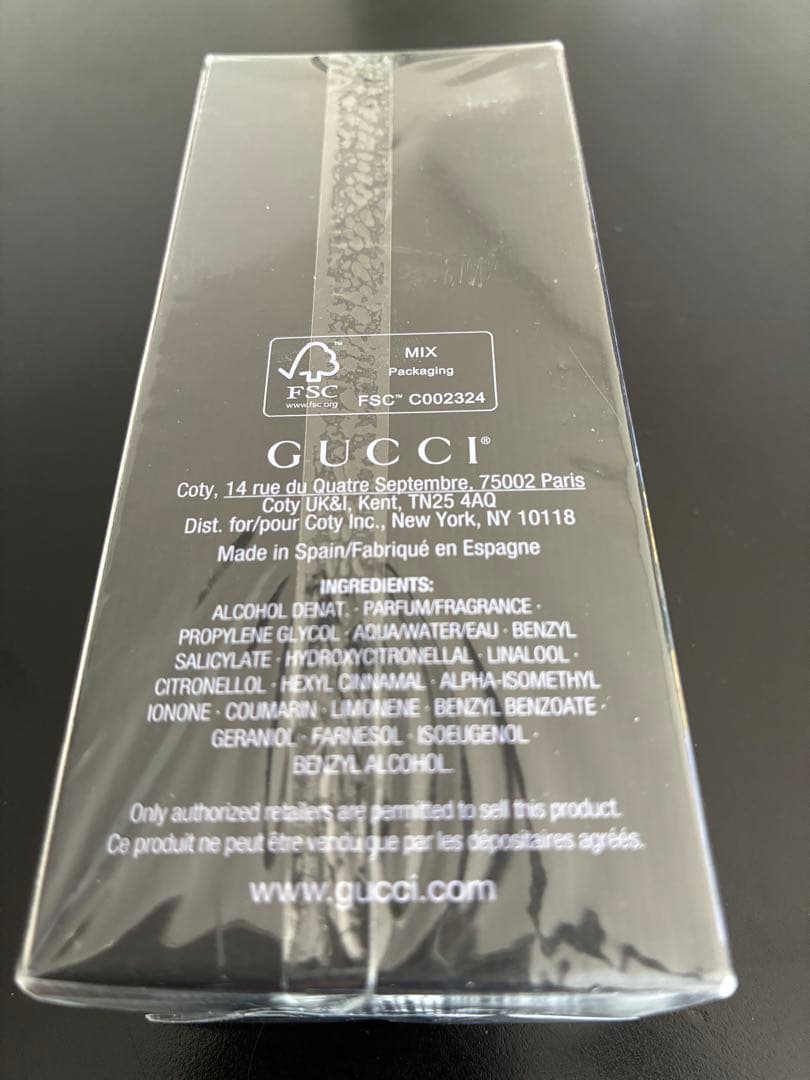 FSC™
www.fsc.org
MIX
Packaging
FSC™ C002324
GUCCI®
Coty, 14 rue du Quatre Septembre, 75002 Paris
Coty UK&I, Kent, TN25 4AQ
Dist. for/pour Coty Inc., New York, NY 10118
Made in Spain/Fabriqué en Espagne
INGREDIENTS:
ALCOHOL DENAT. · PARFUM/FRAGRANCE ·
PROPYLENE GLYCOL · AQUA/WATER/EAU · BENZYL
SALICYLATE · HYDROXYCITRONELLAL · LINALOOL ·
CITRONELLOL · HEXYL CINNAMAL · ALPHA-ISOMETHYL
IONONE · COUMARIN · LIMONENE · BENZYL BENZOATE ·
GERANIOL · FARNESOL · ISOEUGENOL ·
BENZYL ALCOHOL
Only authorized retailers are permitted to sell this product.
Ce produit ne peut être vendu que par les dépositaires agréés.
www.gucci.com